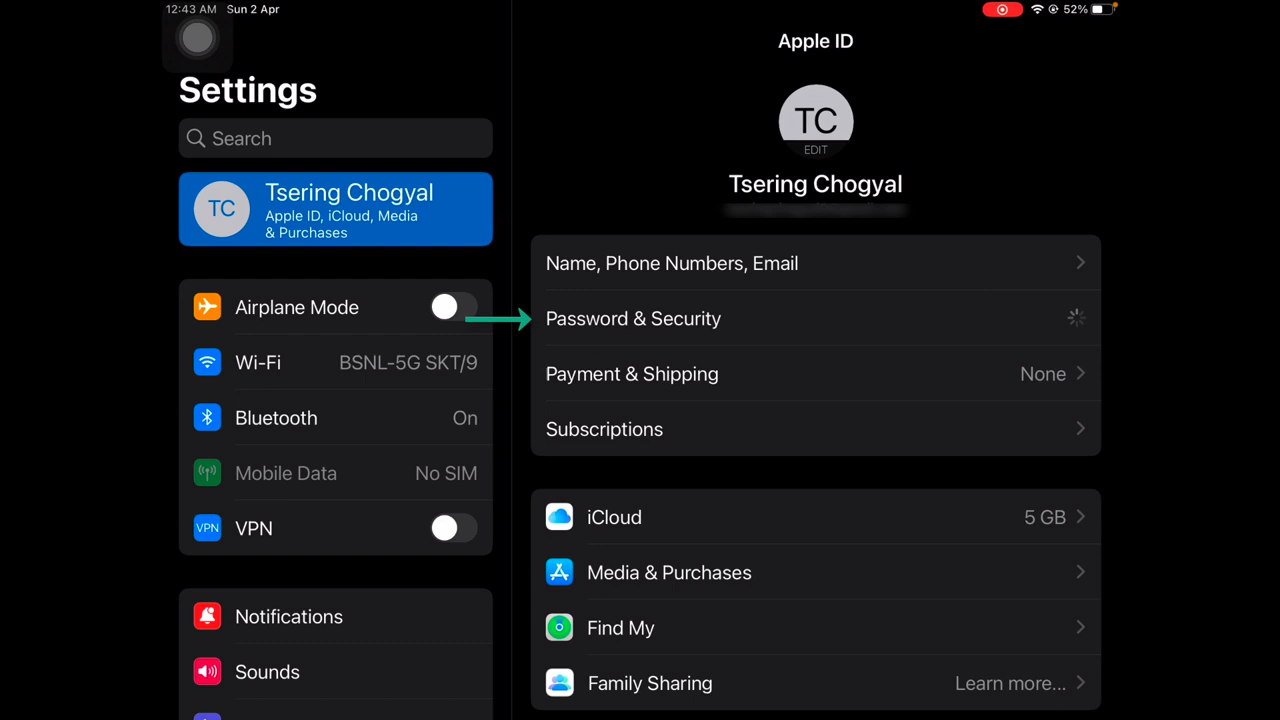 12:43 AM Sun 2 Apr
52%
Settings
Search
TC
Tsering Chogyal
Apple ID, iCloud, Media
& Purchases
Airplane Mode
Wi-Fi BSNL-5G SKT/9
Bluetooth On
Mobile Data No SIM
VPN VPN
Notifications
Sounds
Apple ID
TC
EDIT
Tsering Chogyal
Name, Phone Numbers, Email
Password & Security
Payment & Shipping None
Subscriptions
iCloud 5 GB
Media & Purchases
Find My
Family Sharing Learn more...